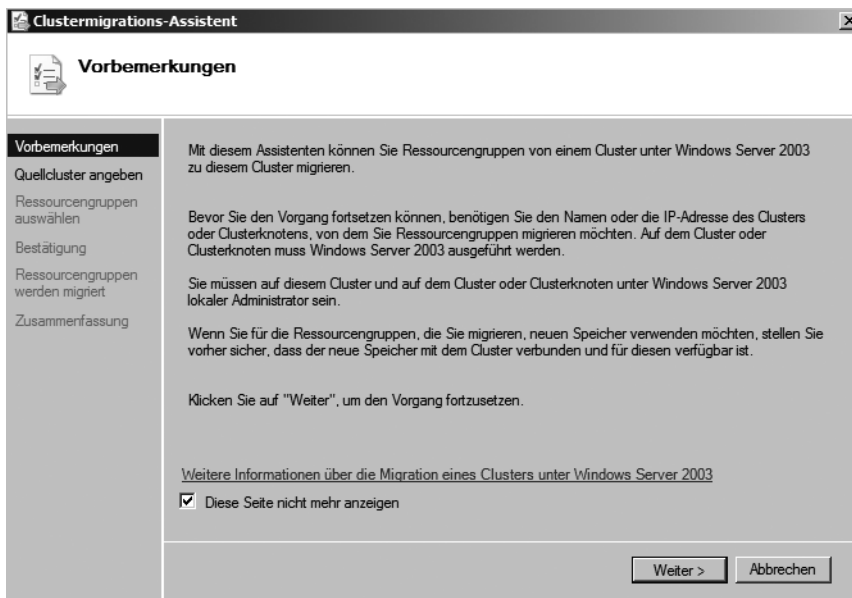 Clustermigrations-Assistent
Vorbemerkungen
Vorbemerkungen
Quellcluster angeben
Ressourcengruppen
auswählen
Bestätigung
Ressourcengruppen
werden migriert
Zusammenfassung
Mit diesem Assistenten können Sie Ressourcengruppen von einem Cluster unter Windows Server 2003
zu diesem Cluster migrieren.
Bevor Sie den Vorgang fortsetzen können, benötigen Sie den Namen oder die IP-Adresse des Clusters
oder Clusterknotens, von dem Sie Ressourcengruppen migrieren möchten. Auf dem Cluster oder
Clusterknoten muss Windows Server 2003 ausgeführt werden.
Sie müssen auf diesem Cluster und auf dem Cluster oder Clusterknoten unter Windows Server 2003
lokaler Administrator sein.
Wenn Sie für die Ressourcengruppen, die Sie migrieren, neuen Speicher verwenden möchten, stellen Sie
vorher sicher, dass der neue Speicher mit dem Cluster verbunden und für diesen verfügbar ist.
Klicken Sie auf "Weiter", um den Vorgang fortzusetzen.
Weitere Informationen über die Migration eines Clusters unter Windows Server 2003
Diese Seite nicht mehr anzeigen
Weiter >
Abbrechen